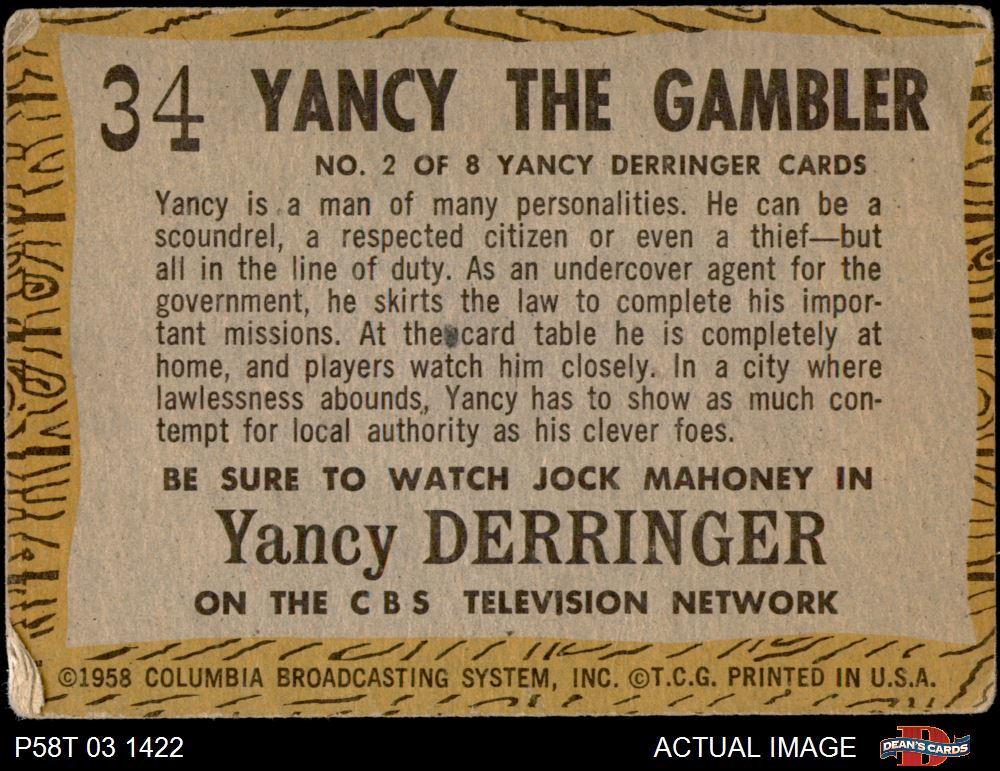 34 YANCY THE GAMBLER
NO. 2 OF 8 YANCY DERRINGER CARDS
Yancy is a man of many personalities. He can be a
scoundrel, a respected citizen or even a thief—but
all in the line of duty. As an undercover agent for the
government, he skirts the law to complete his impor-
tant missions. At the card table he is completely at
home, and players watch him closely. In a city where
lawlessness abounds, Yancy has to show as much con-
tempt for local authority as his clever foes.
BE SURE TO WATCH JOCK MAHONEY IN
Yancy DERRINGER
ON THE CBS TELEVISION NETWORK
©1958 COLUMBIA BROADCASTING SYSTEM, INC. ©T.C.G. PRINTED IN U.S.A.
P58T 03 1422
ACTUAL IMAGE
D
DEAN'S CARDS